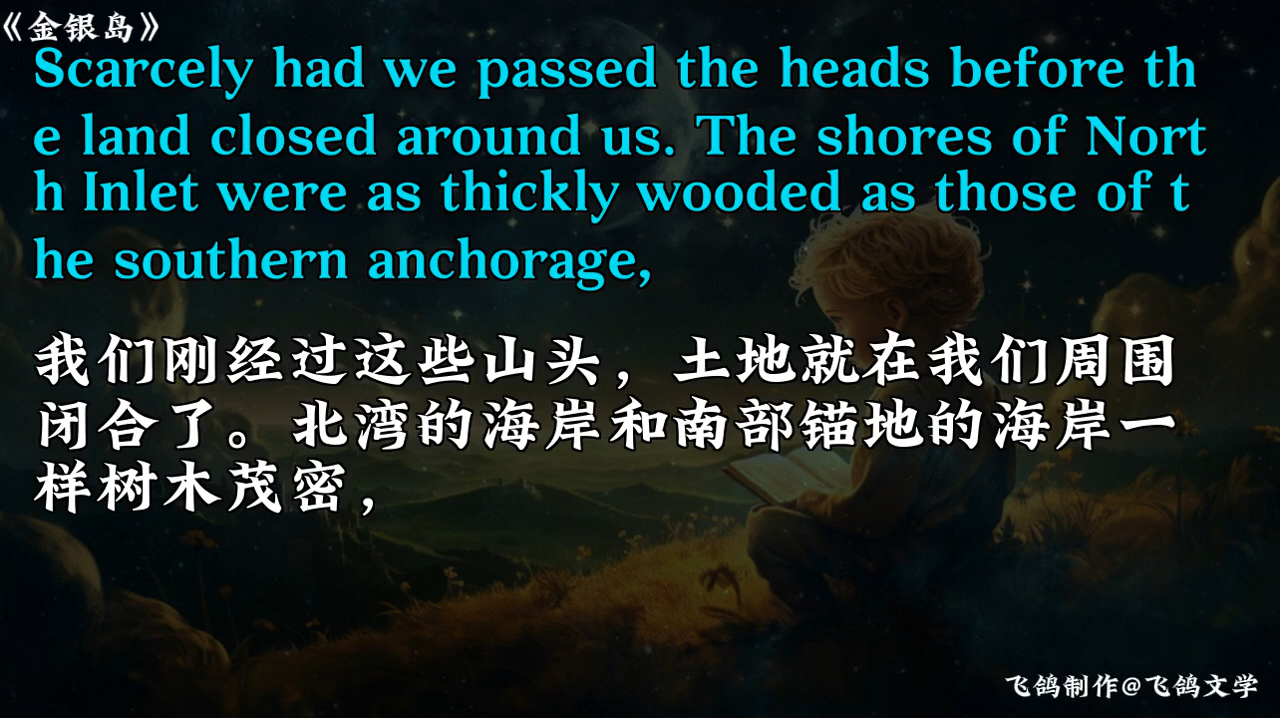 《金银岛》
Scarcely had we passed the heads before th
e land closed around us. The shores of Nort
h Inlet were as thickly wooded as those of t
he southern anchorage,
我们刚经过这些山头，土地就在我们周围
闭合了。北湾的海岸和南部锚地的海岸一
样树木茂密，
飞鸽制作@飞鸽文学